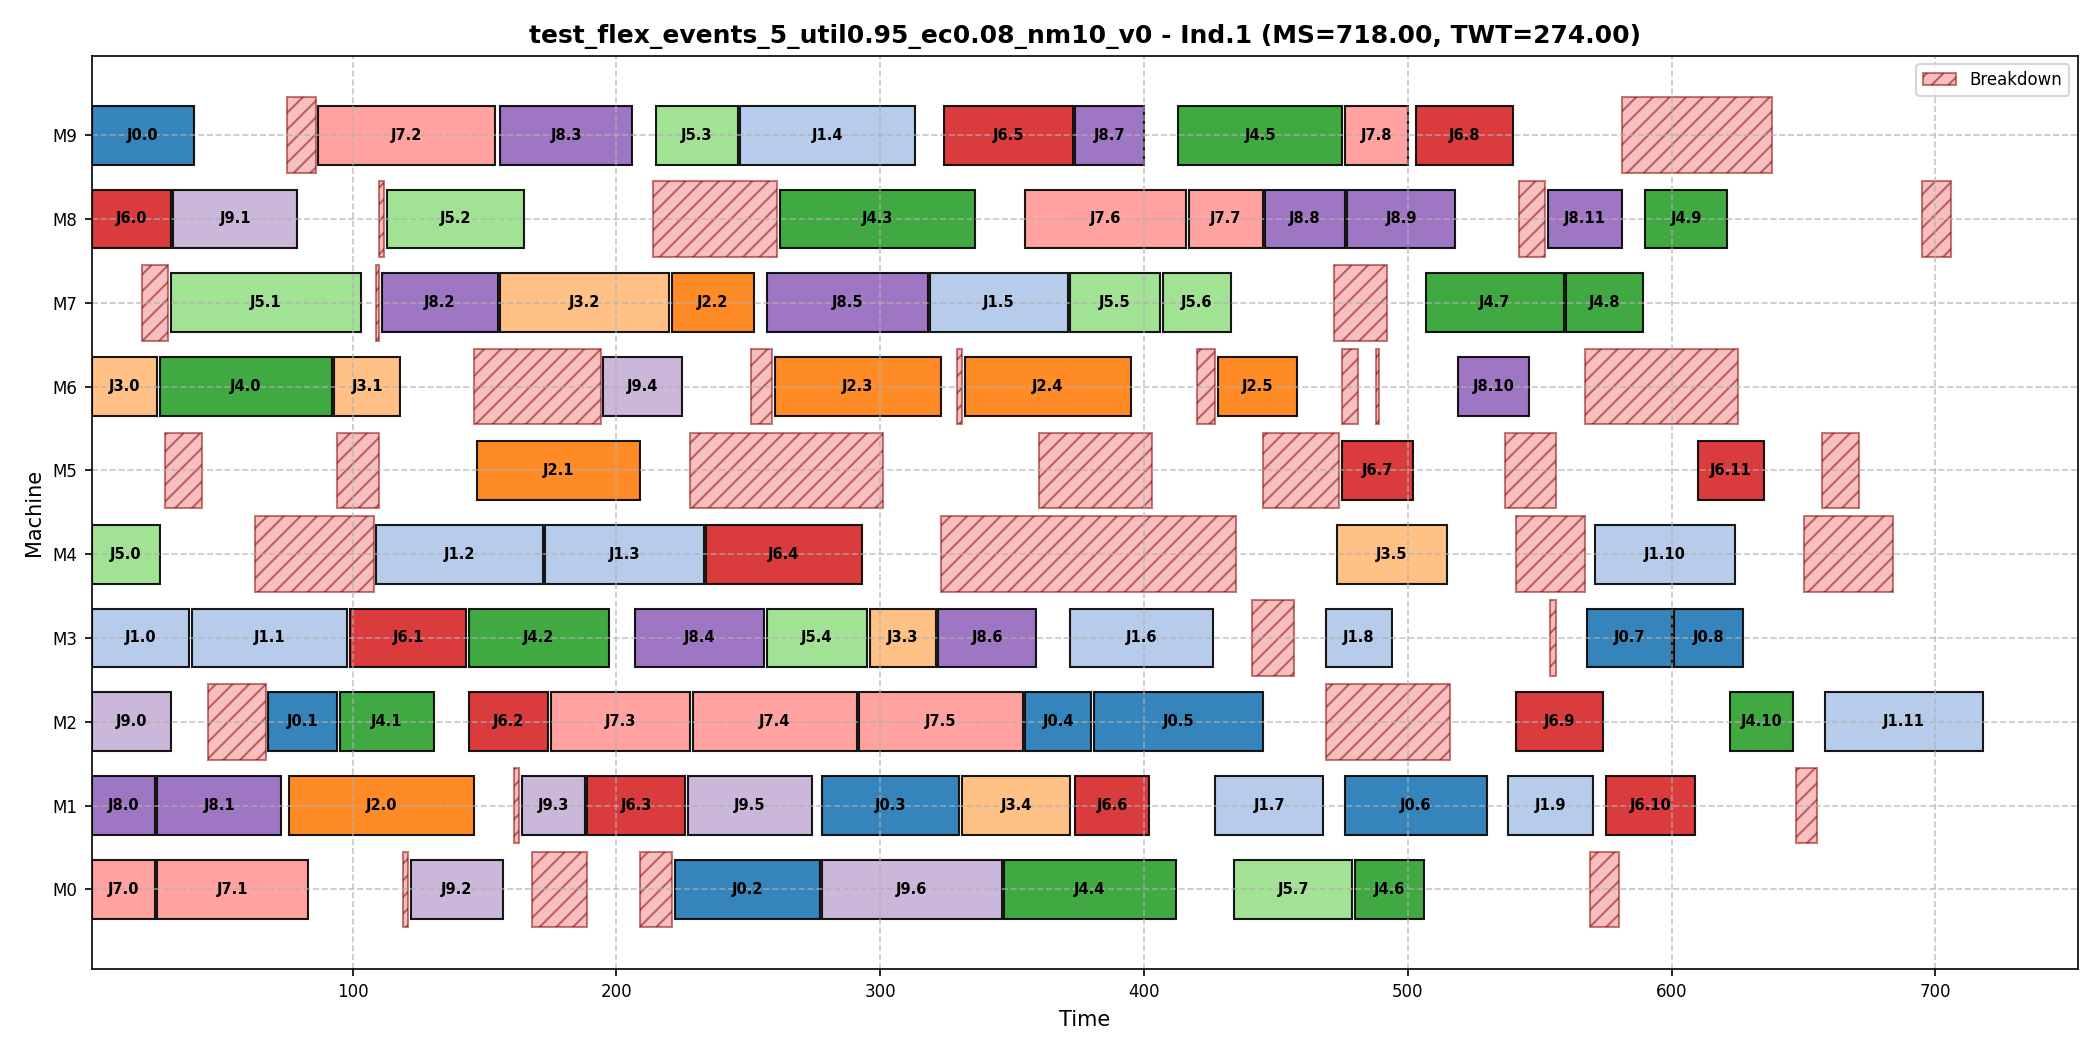 test_flex_events_5_util0.95_ec0.08_nm10_v0 - Ind.1 (MS=718.00, TWT=274.00)
Breakdown
M9 J0.0 J7.2 J8.3 J5.3 J1.4 J6.5 J8.7 J4.5 J7.8 J6.8
M8 J6.0 J9.1 J5.2 J4.3 J7.6 J7.7 J8.8 J8.9 J8.11 J4.9
M7 J5.1 J8.2 J3.2 J2.2 J8.5 J1.5 J5.5 J5.6 J4.7 J4.8
M6 J3.0 J4.0 J3.1 J9.4 J2.3 J2.4 J2.5 J8.10
M5 J2.1 J6.7 J6.11
M4 J5.0 J1.2 J1.3 J6.4 J3.5 J1.10
M3 J1.0 J1.1 J6.1 J4.2 J8.4 J5.4 J3.3 J8.6 J1.6 J1.8 J0.7 J0.8
M2 J9.0 J0.1 J4.1 J6.2 J7.3 J7.4 J7.5 J0.4 J0.5 J6.9 J4.10 J1.11
M1 J8.0 J8.1 J2.0 J9.3 J6.3 J9.5 J0.3 J3.4 J6.6 J1.7 J0.6 J1.9 J6.10
M0 J7.0 J7.1 J9.2 J0.2 J9.6 J4.4 J5.7 J4.6
Machine
100 200 300 400 500 600 700
Time